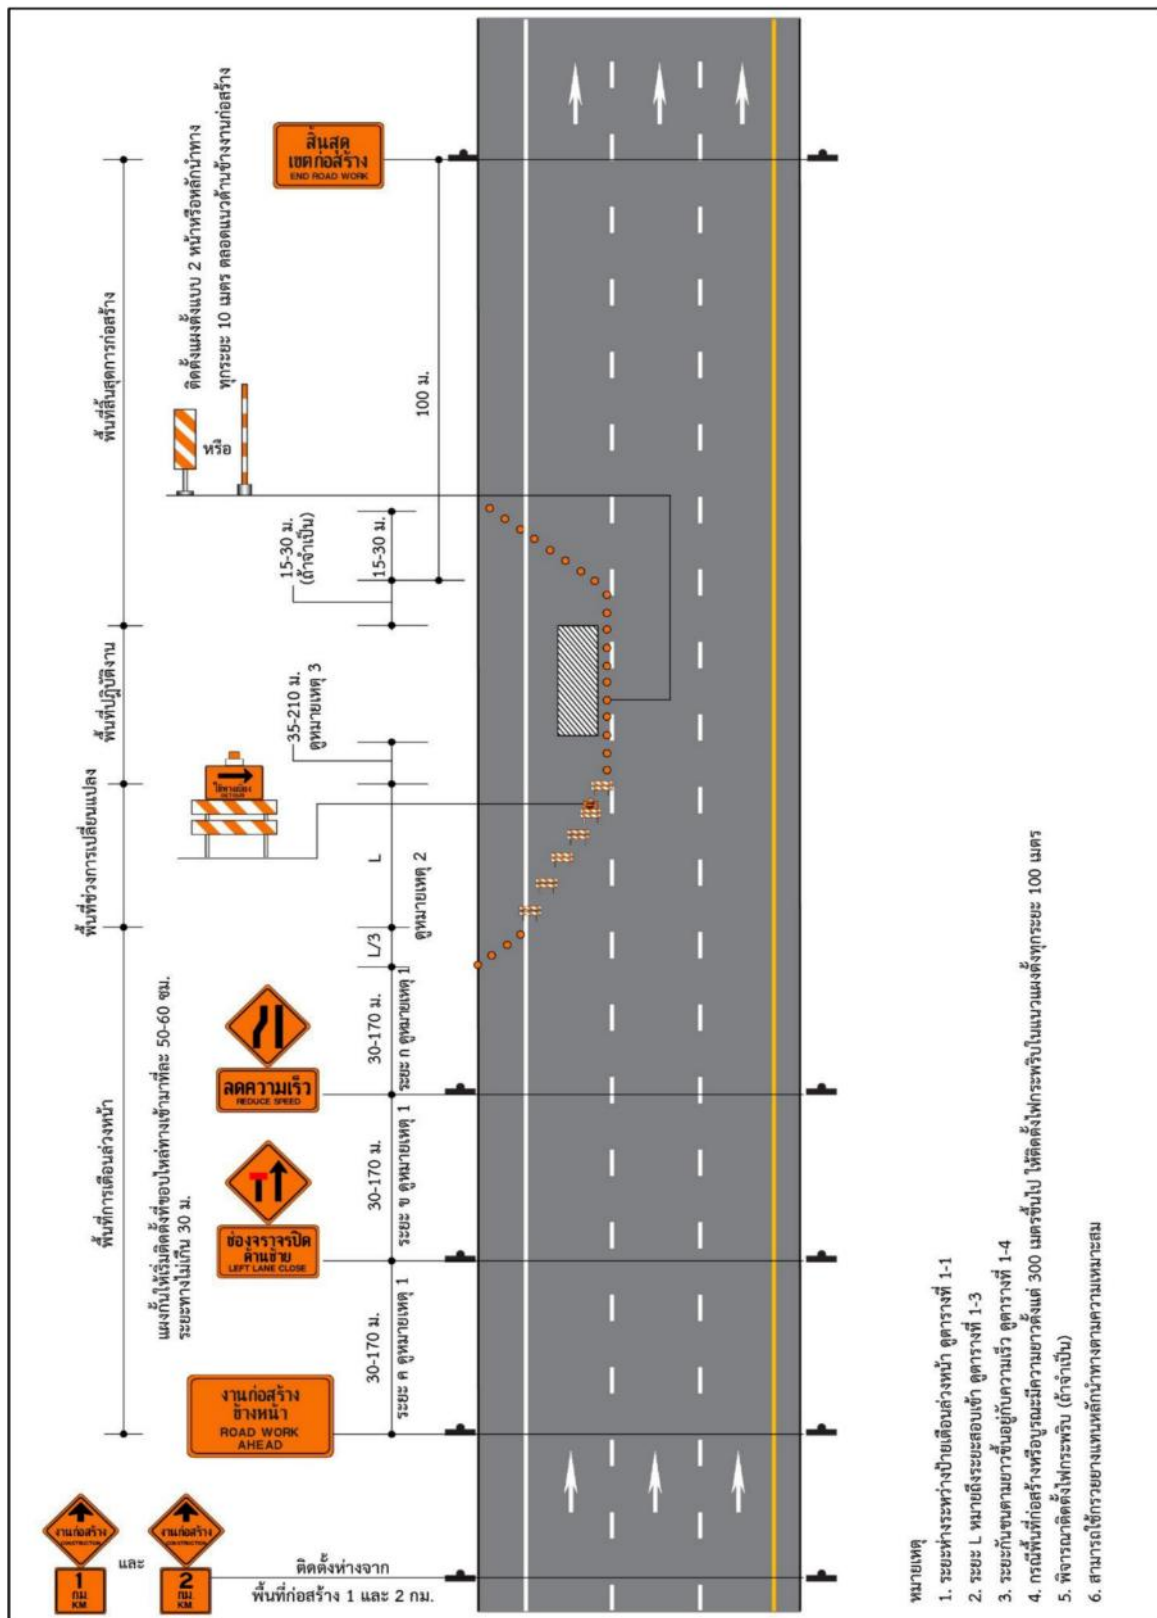 สิ้นสุด
เขตก่อสร้าง
END ROAD WORK
ติดตั้งแผงตั้งแบบ 2 หน้าหรือหลักนำทาง
ทุกระยะ 10 เมตร ตลอดแนวด้านข้างงานก่อสร้าง
หรือ
พื้นที่สิ้นสุดการก่อสร้าง
100 ม.
15-30 ม.
(ถ้าจำเป็น)
15-30 ม.
พื้นที่ปฏิบัติงาน
35-210 ม.
ดูหมายเหตุ 3
ใช้ทางเบี่ยง
DETOUR
พื้นที่ช่วงการเปลี่ยนแปลง
L
ดูหมายเหตุ 2
L/3
แผงกั้นให้เริ่มติดตั้งที่ขอบไหล่ทางเข้ามาทีละ 50-60 ซม.
ระยะทางไม่เกิน 30 ม.
พื้นที่การเตือนล่วงหน้า
ลดความเร็ว
REDUCE SPEED
30-170 ม.
ระยะ ก ดูหมายเหตุ 1
ช่องจราจรปิด
ด้านซ้าย
LEFT LANE CLOSE
30-170 ม.
ระยะ ข ดูหมายเหตุ 1
30-170 ม.
ระยะ ค ดูหมายเหตุ 1
งานก่อสร้าง
ข้างหน้า
ROAD WORK
AHEAD
งานก่อสร้าง
CONSTRUCTION
1
กม.
KM.
และ
งานก่อสร้าง
CONSTRUCTION
2
กม.
KM.
ติดตั้งห่างจาก
พื้นที่ก่อสร้าง 1 และ 2 กม.
หมายเหตุ
1. ระยะห่างระหว่างป้ายเตือนล่วงหน้า ดูตารางที่ 1-1
2. ระยะ L หมายถึงระยะสอบเข้า ดูตารางที่ 1-3
3. ระยะกันชนตามยาวขึ้นอยู่กับความเร็ว ดูตารางที่ 1-4
4. กรณีพื้นที่ก่อสร้างหรือบูรณะมีความยาวตั้งแต่ 300 เมตรขึ้นไป ให้ติดตั้งไฟกระพริบในแนวแผงตั้งทุกระยะ 100 เมตร
5. พิจารณาติดตั้งไฟกระพริบ (ถ้าจำเป็น)
6. สามารถใช้กรวยยางแทนหลักนำทางตามความเหมาะสม